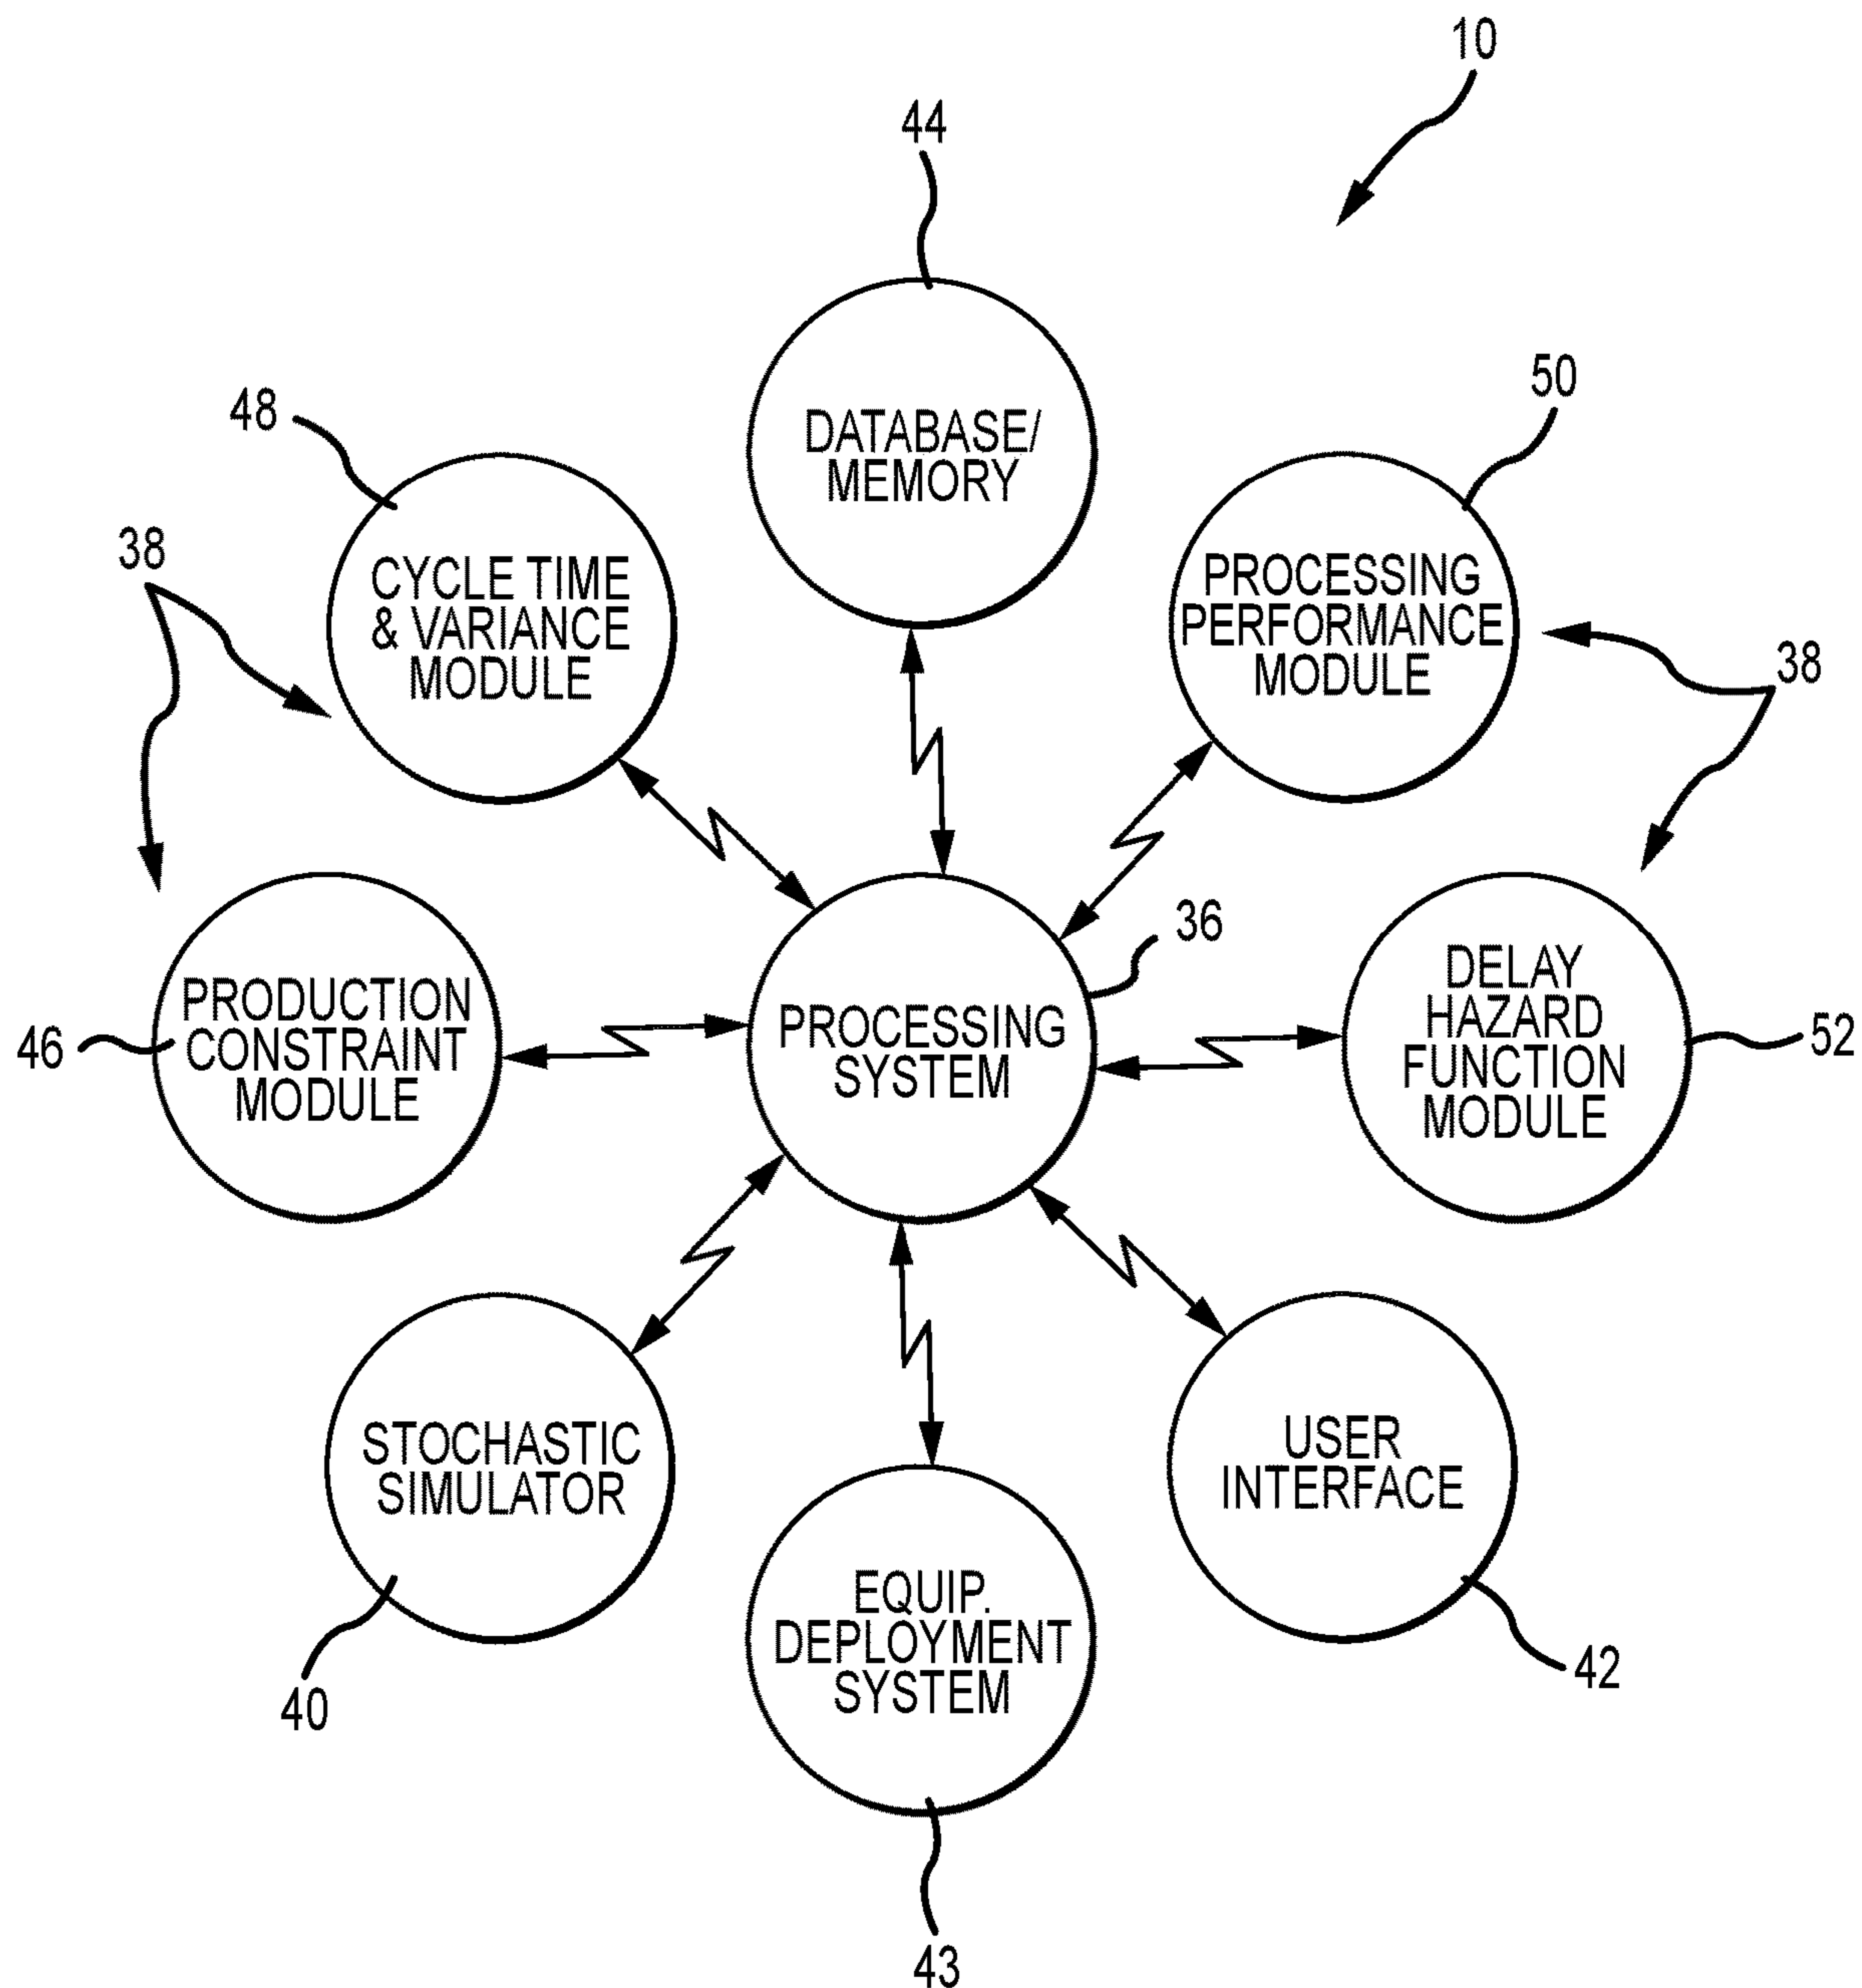 10
44
DATABASE/
MEMORY
50
48
PROCESSING
PERFORMANCE
MODULE
CYCLE TIME
& VARIANCE
MODULE
38
38
36
PRODUCTION
CONSTRAINT
MODULE
46
PROCESSING
SYSTEM
DELAY
HAZARD
FUNCTION
MODULE
52
STOCHASTIC
SIMULATOR
40
USER
INTERFACE
42
EQUIP.
DEPLOYMENT
SYSTEM
43